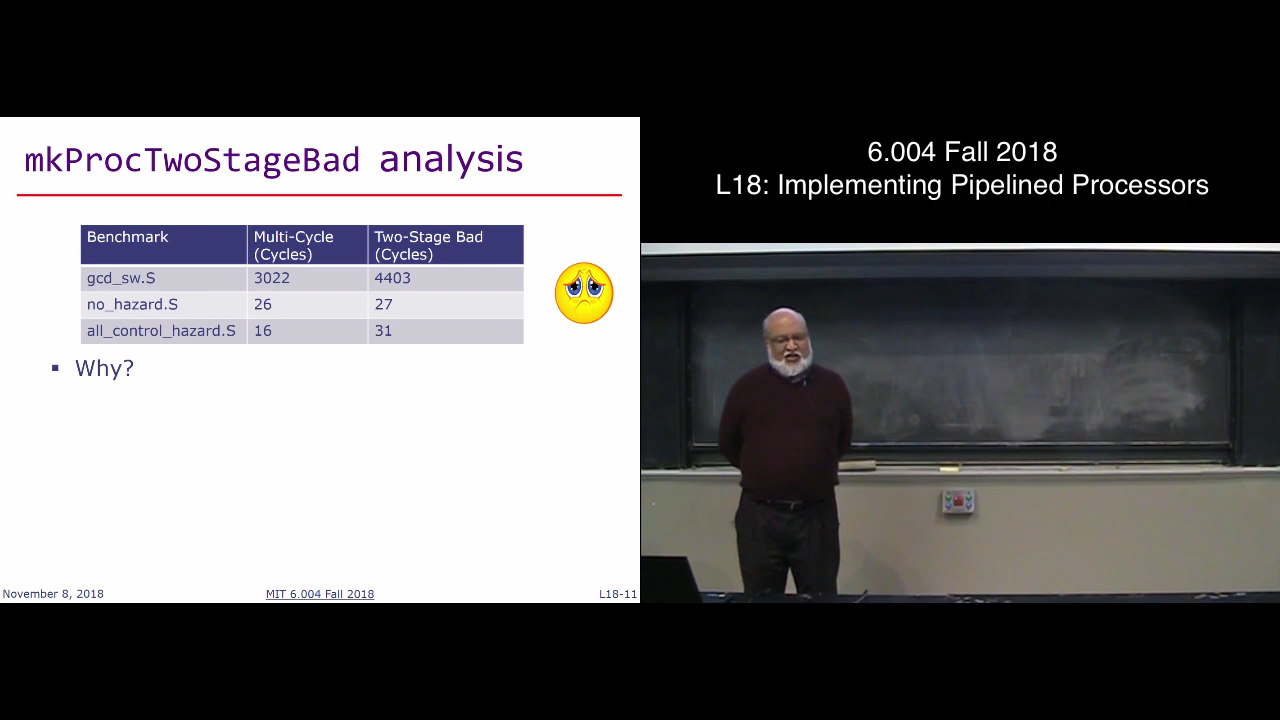 mkProcTwoStageBad analysis
Benchmark Multi-Cycle (Cycles) Two-Stage Bad (Cycles)
gcd_sw.S 3022 4403
no_hazard.S 26 27
all_control_hazard.S 16 31
▪ Why?
November 8, 2018 MIT 6.004 Fall 2018 L18-11
6.004 Fall 2018
L18: Implementing Pipelined Processors